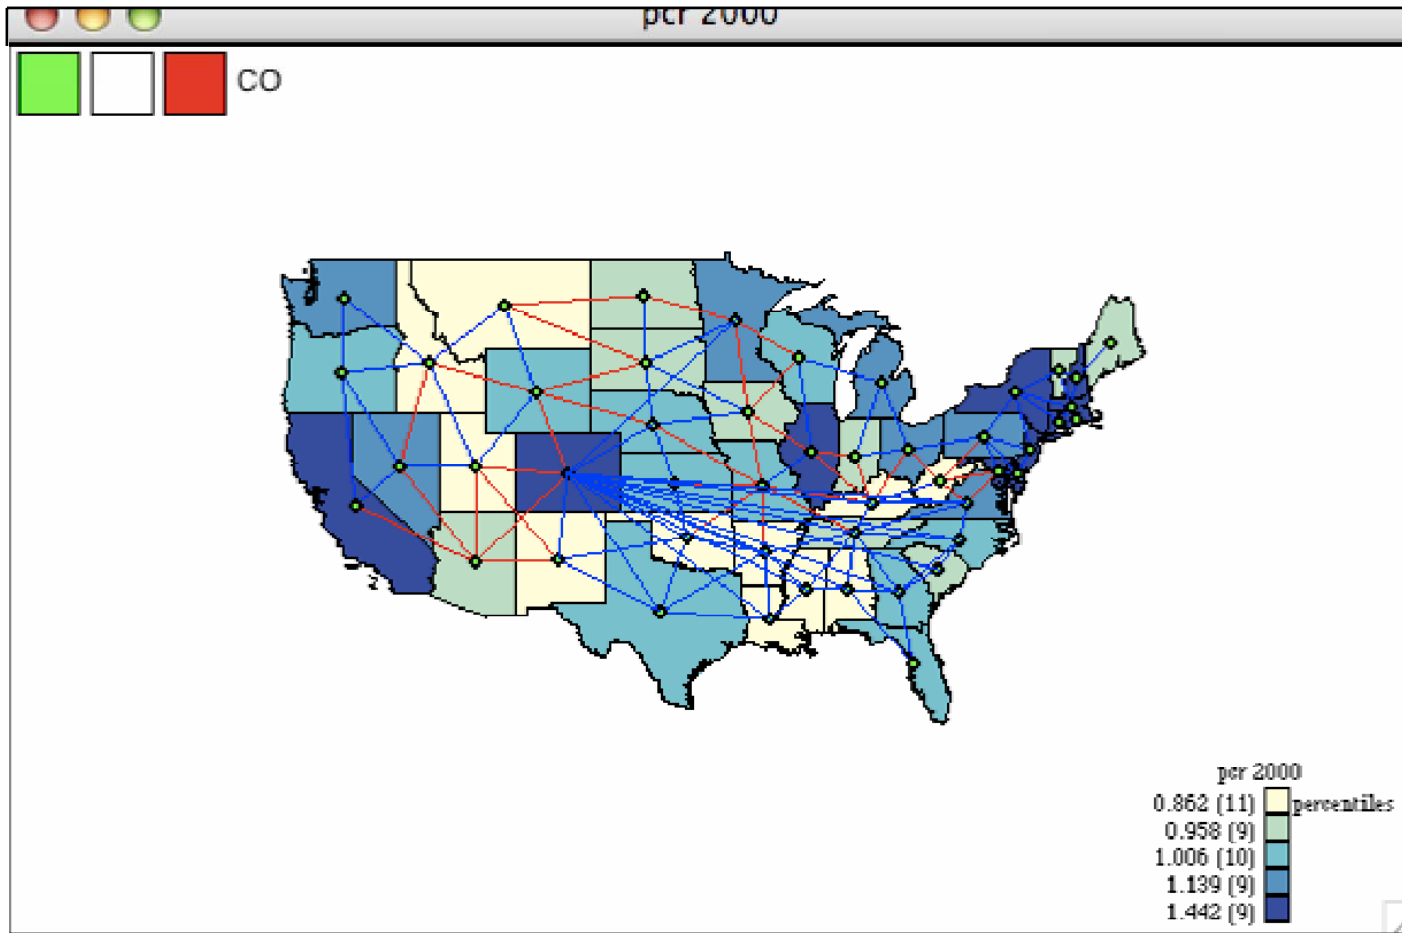 pcr 2000
CO
pcr 2000
0.862 (11) percentiles
0.958 (9)
1.006 (10)
1.139 (9)
1.442 (9)